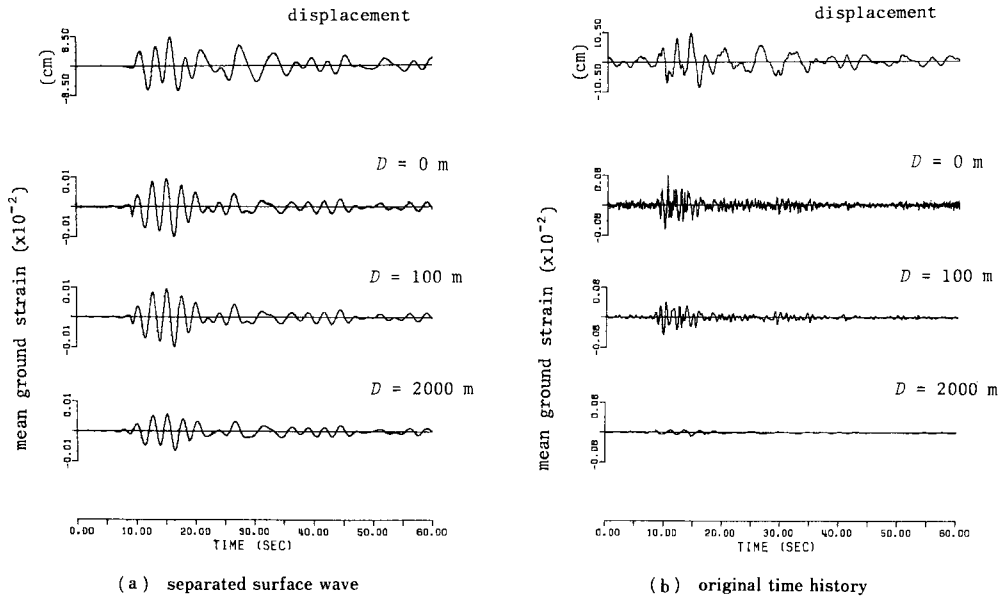 displacement
(cm)
8.50
-8.50
mean ground strain (x10⁻²)
D = 0 m
0.01
-0.01
D = 100 m
0.01
-0.01
D = 2000 m
0.01
-0.01
0.00 10.00 20.00 30.00 40.00 50.00 60.00
TIME (SEC)
(a) separated surface wave
displacement
(cm)
10.50
-10.50
mean ground strain (x10⁻²)
D = 0 m
0.08
-0.08
D = 100 m
0.08
-0.08
D = 2000 m
0.08
-0.08
0.00 10.00 20.00 30.00 40.00 50.00 60.00
TIME (SEC)
(b) original time history